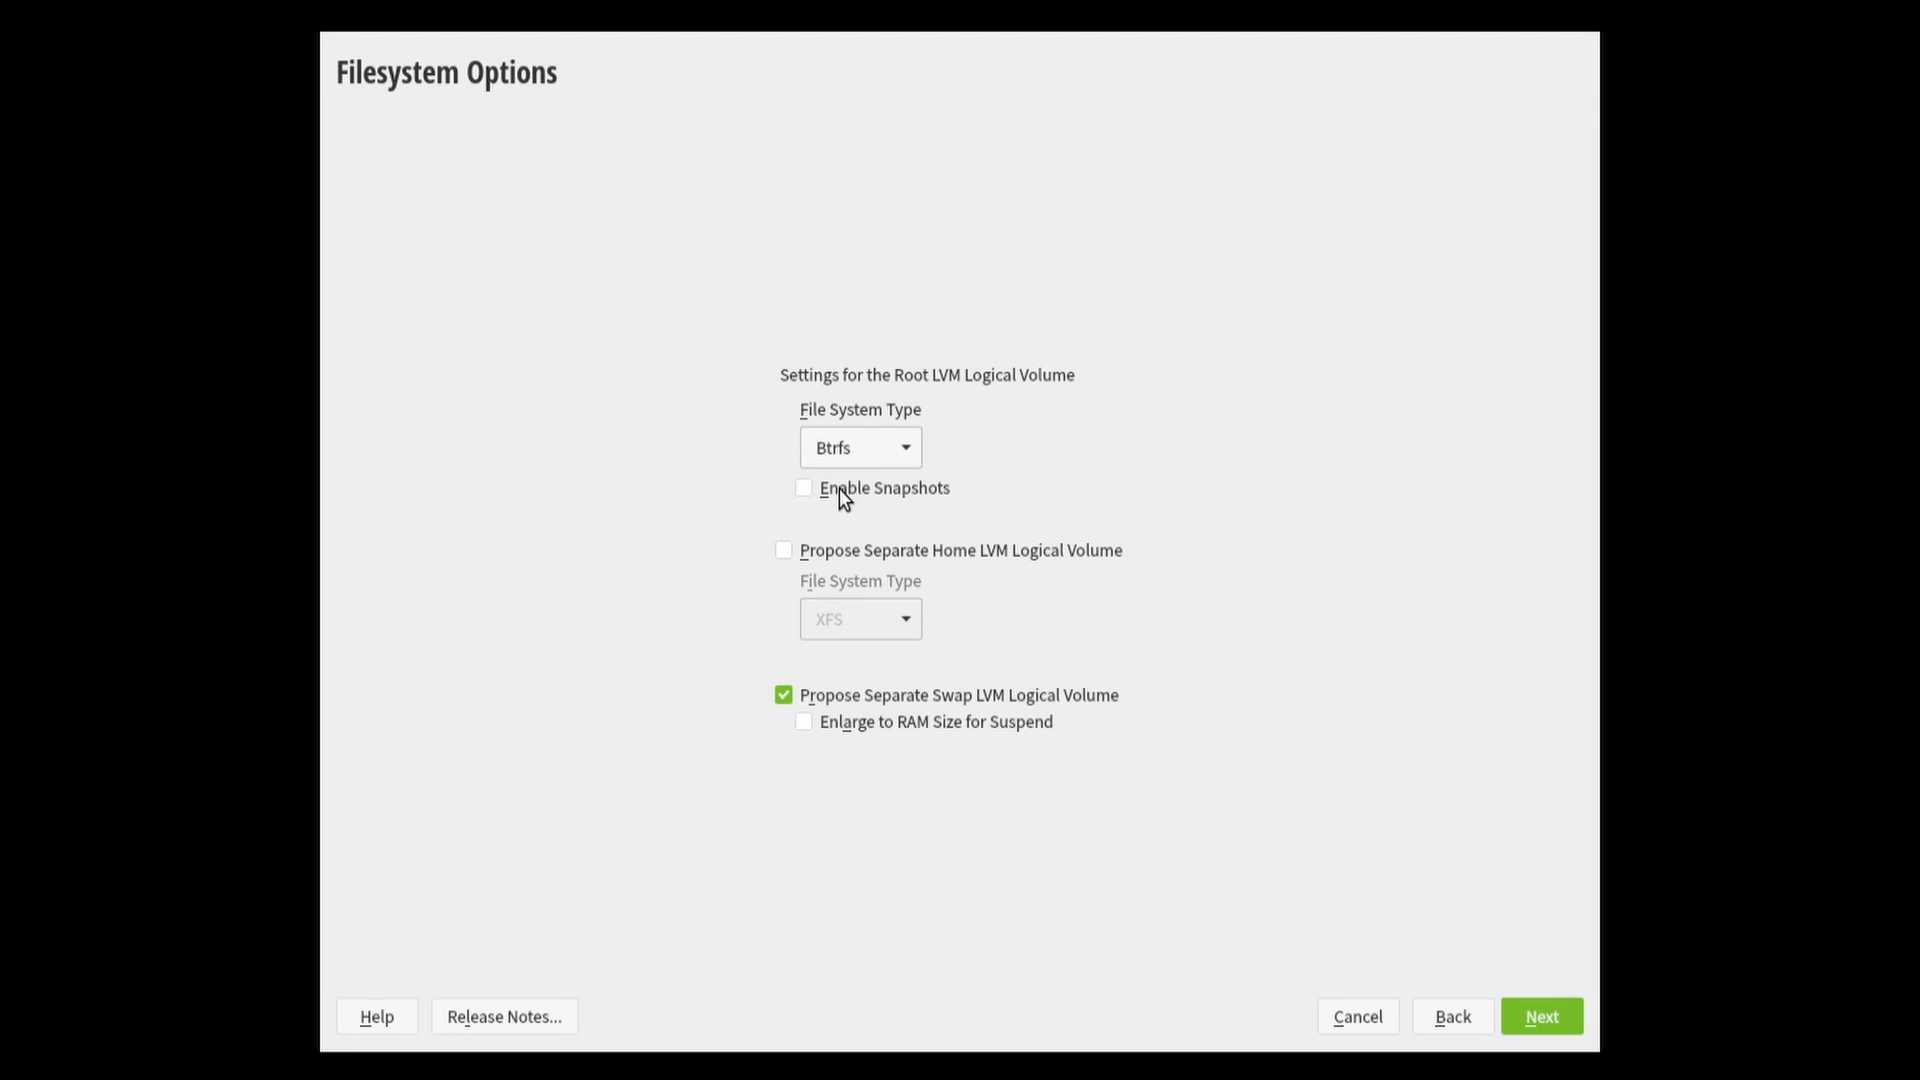 Filesystem Options
Settings for the Root LVM Logical Volume
File System Type
Btrfs
Enable Snapshots
Propose Separate Home LVM Logical Volume
File System Type
XFS
Propose Separate Swap LVM Logical Volume
Enlarge to RAM Size for Suspend
Help Release Notes... Cancel Back Next